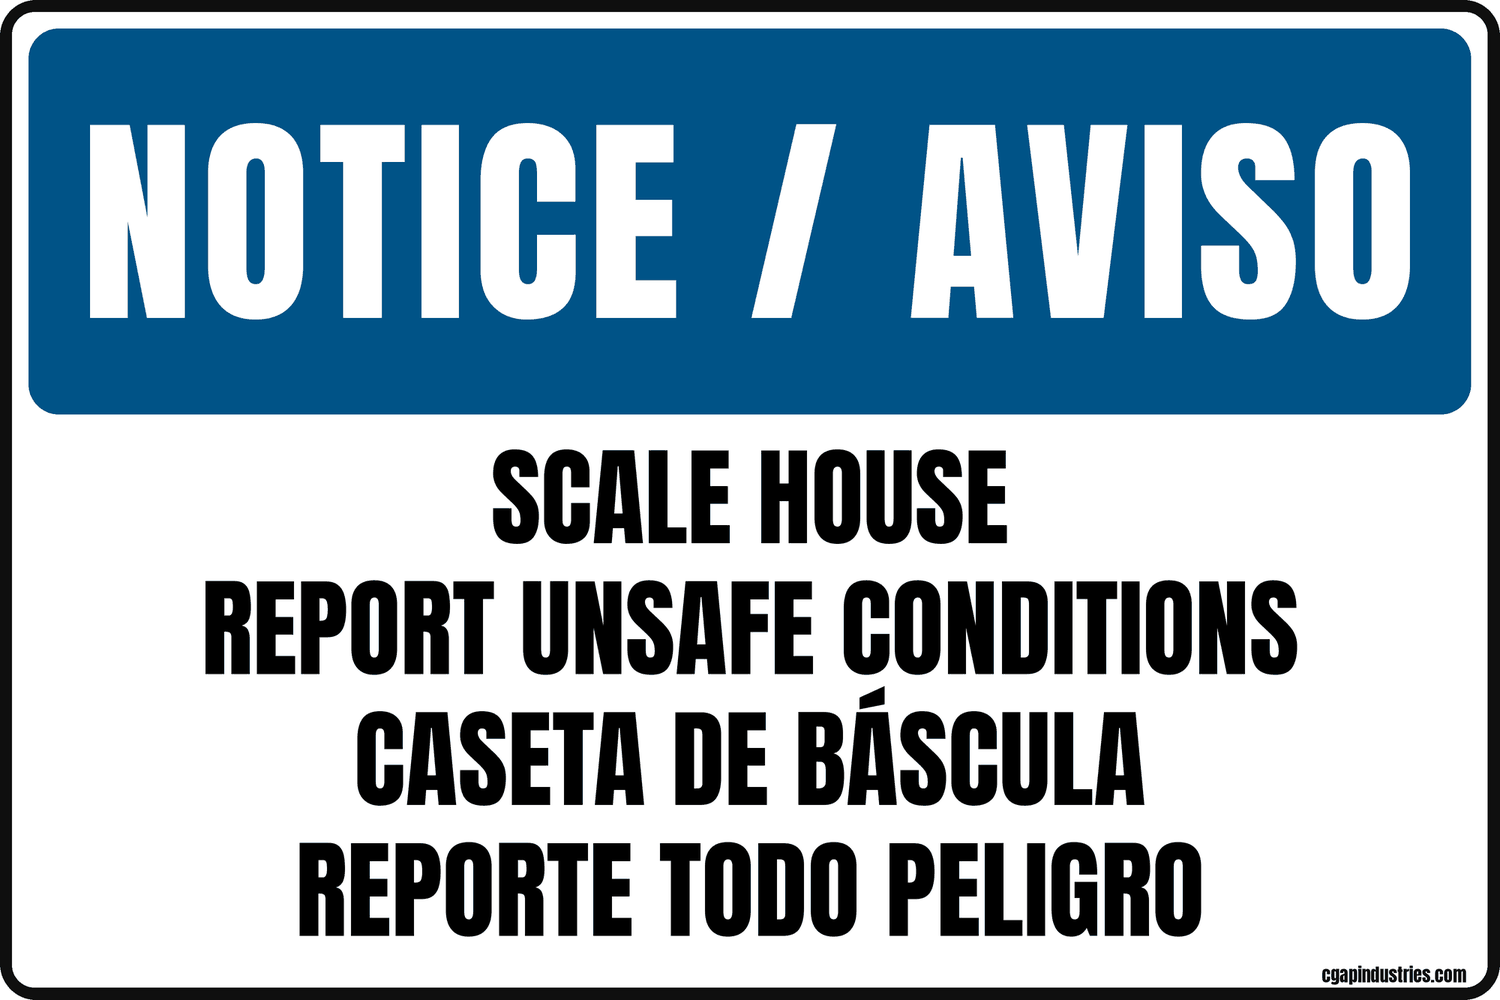 NOTICE / AVISO
SCALE HOUSE
REPORT UNSAFE CONDITIONS
CASETA DE BÁSCULA
REPORTE TODO PELIGRO
cgapindustries.com